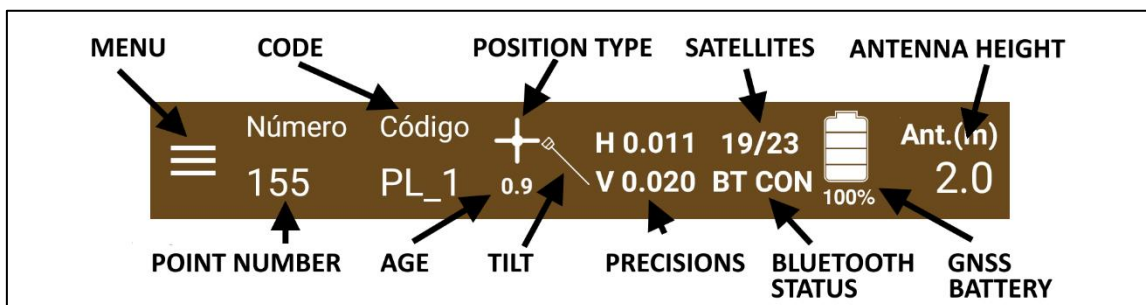 MENU CODE POSITION TYPE SATELLITES ANTENNA HEIGHT
Número Código H 0.011 19/23 Ant.(m)
155 PL_1 0.9 V 0.020 BT CON 100% 2.0
POINT NUMBER AGE TILT PRECISIONS BLUETOOTH STATUS GNSS BATTERY